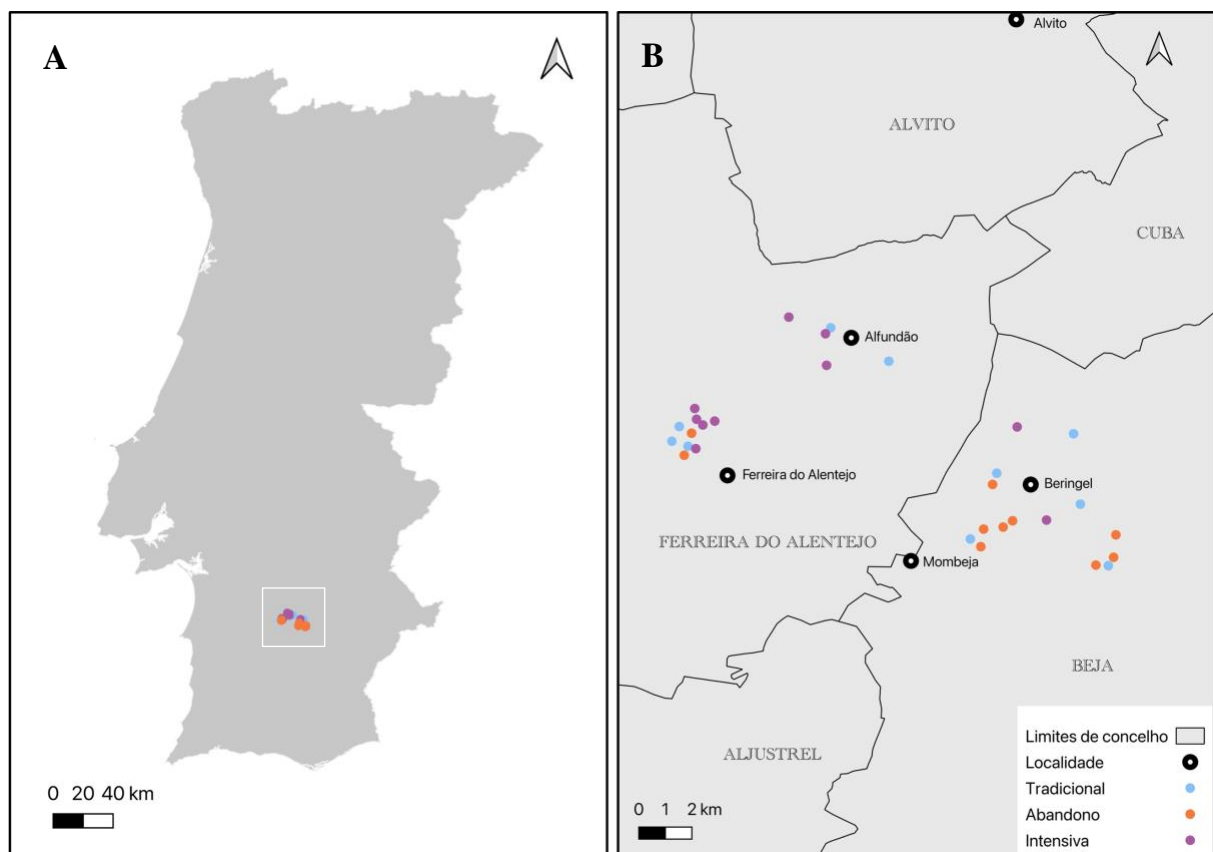 A
0 20 40 km
B
Alvito
ALVITO
CUBA
Alfundão
Ferreira do Alentejo
Beringel
FERREIRA DO ALENTEJO
Mombeja
BEJA
ALJUSTREL
0 1 2 km
Limites de concelho
Localidade
Tradicional
Abandono
Intensiva